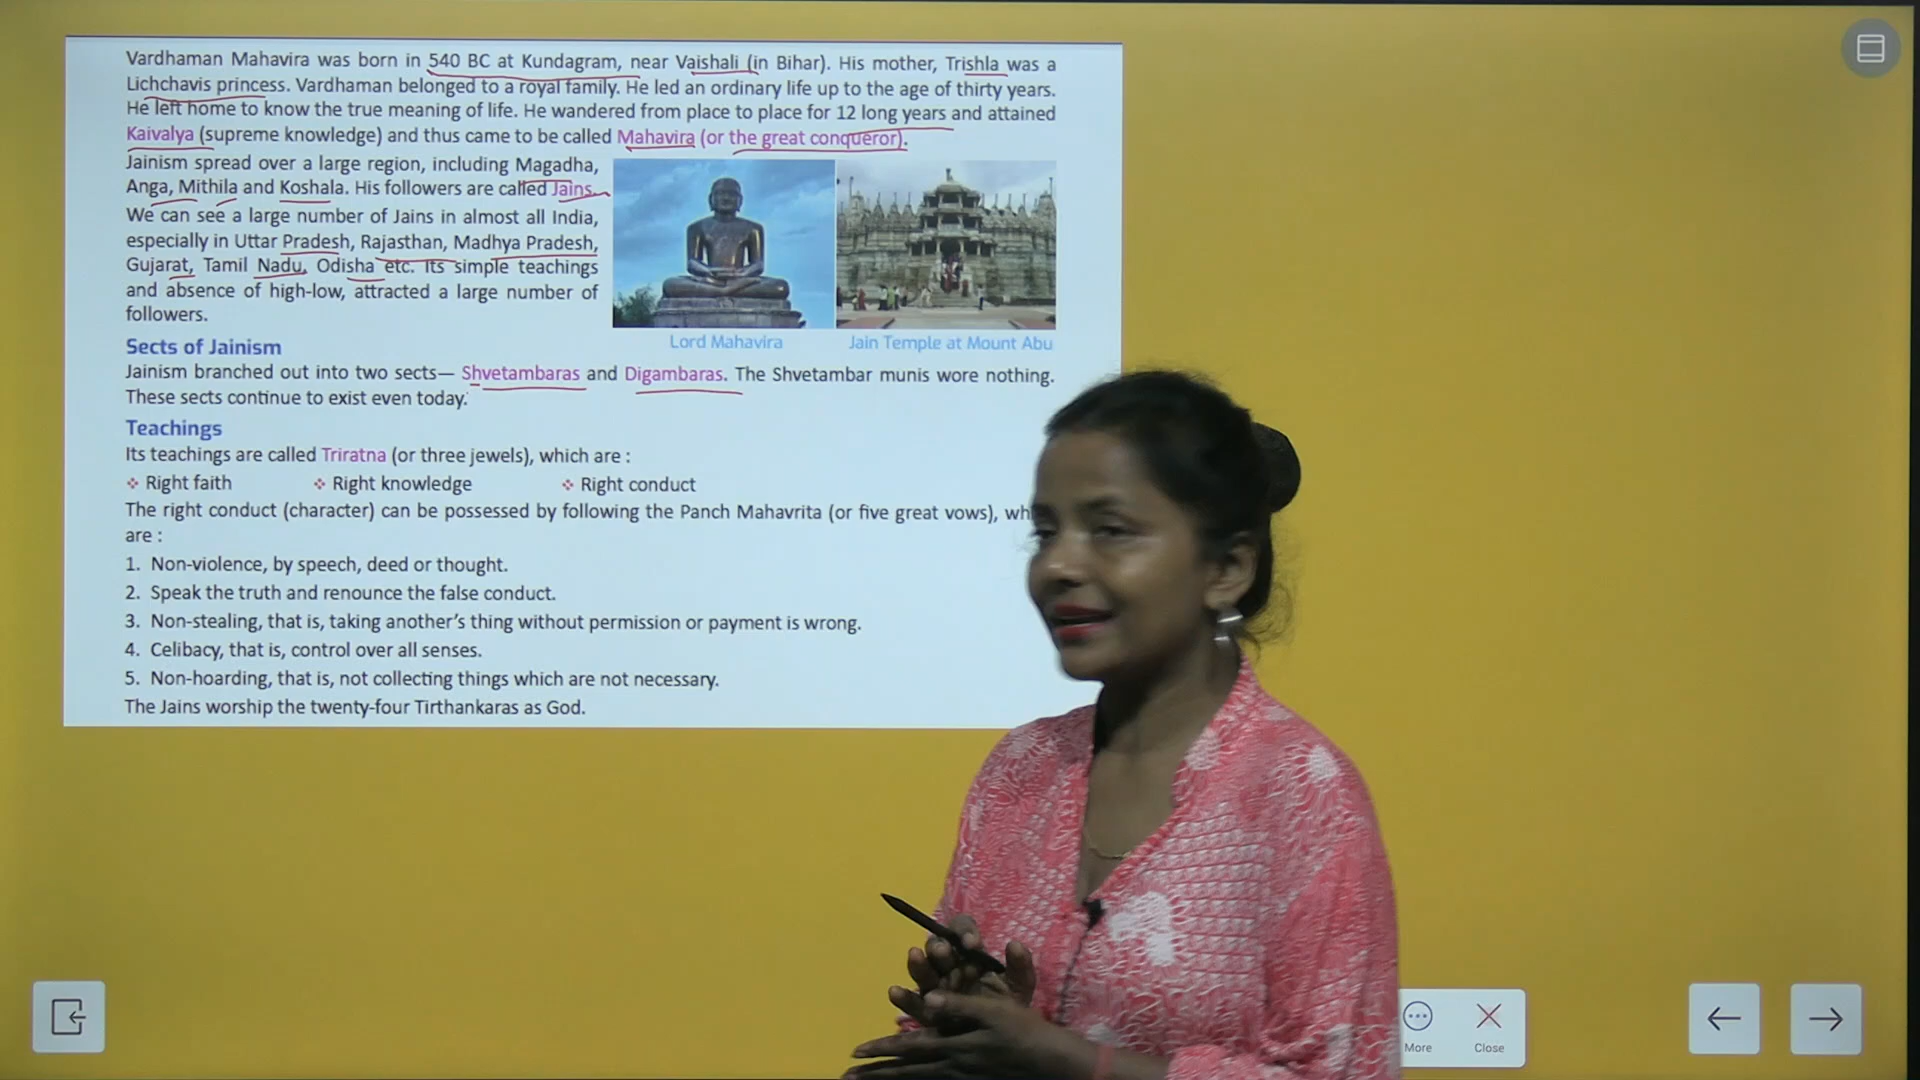 Vardhaman Mahavira was born in 540 BC at Kundagram, near Vaishali (in Bihar). His mother, Trishla was a
Lichchavis princess. Vardhaman belonged to a royal family. He led an ordinary life up to the age of thirty years.
He left home to know the true meaning of life. He wandered from place to place for 12 long years and attained
Kaivalya (supreme knowledge) and thus came to be called Mahavira (or the great conqueror).
Jainism spread over a large region, including Magadha,
Anga, Mithila and Koshala. His followers are called Jains.
We can see a large number of Jains in almost all India,
especially in Uttar Pradesh, Rajasthan, Madhya Pradesh,
Gujarat, Tamil Nadu, Odisha etc. Its simple teachings
and absence of high-low, attracted a large number of
followers.
Lord Mahavira
Jain Temple at Mount Abu
Sects of Jainism
Jainism branched out into two sects— Shvetambaras and Digambaras. The Shvetambar munis wore nothing.
These sects continue to exist even today.
Teachings
Its teachings are called Triratna (or three jewels), which are :
❖ Right faith ❖ Right knowledge ❖ Right conduct
The right conduct (character) can be possessed by following the Panch Mahavrita (or five great vows), wh
are :
1. Non-violence, by speech, deed or thought.
2. Speak the truth and renounce the false conduct.
3. Non-stealing, that is, taking another's thing without permission or payment is wrong.
4. Celibacy, that is, control over all senses.
5. Non-hoarding, that is, not collecting things which are not necessary.
The Jains worship the twenty-four Tirthankaras as God.
More
Close